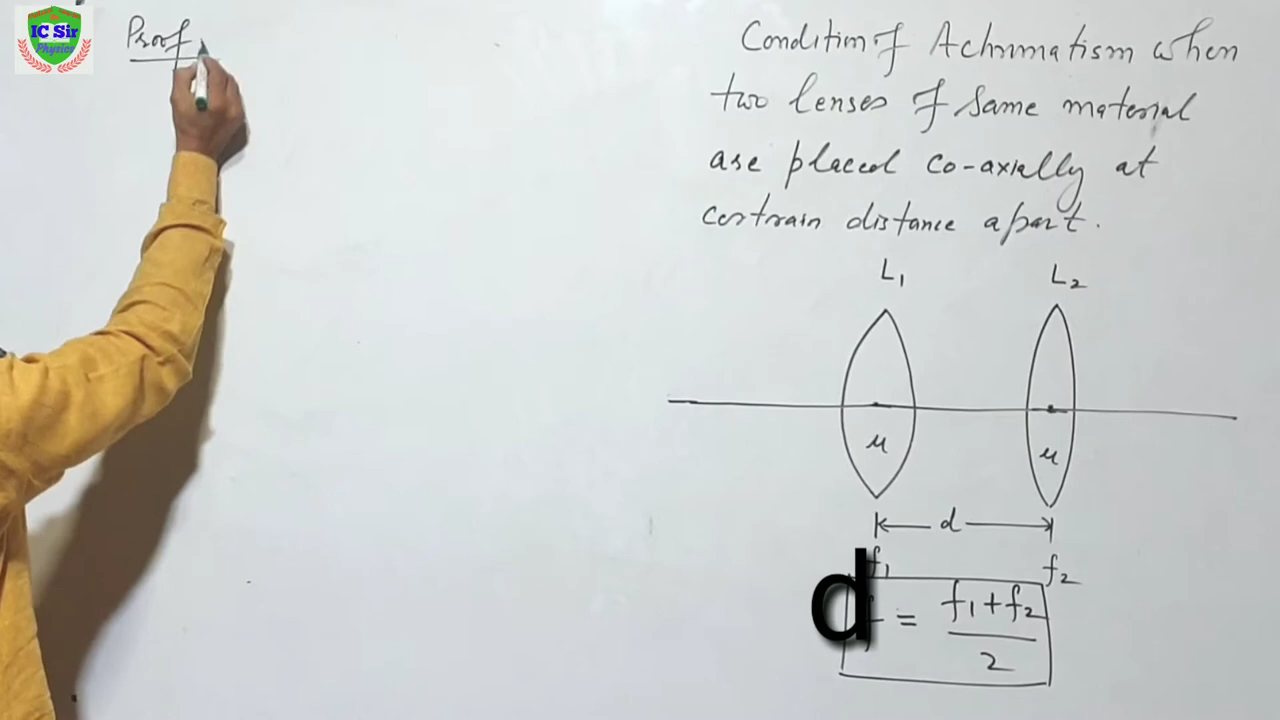 IC Sir
Physics
Proof
Condition of Achromatism when
two lenses of same material
are placed co-axially at
certrain distance apart.
L₁ L₂
μ μ
d
f₁ f₂
d = f₁+f₂
2